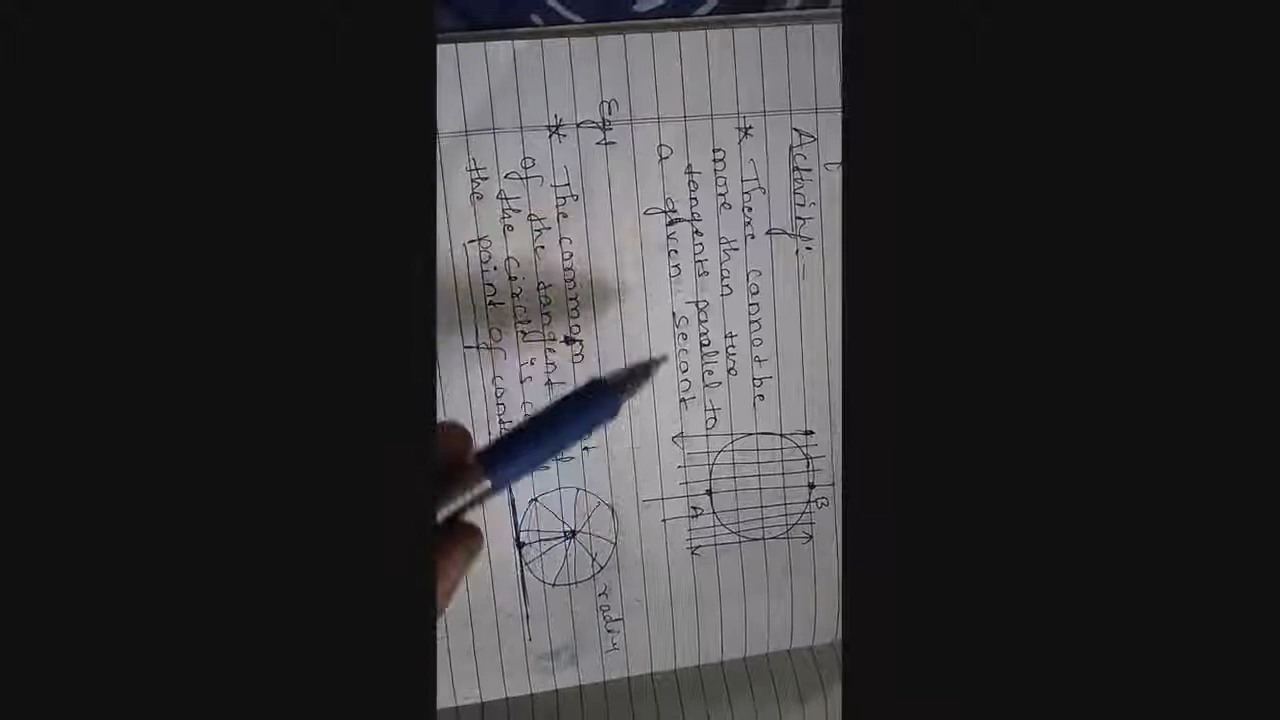 Activity:-
* There cannot be
more than two
tangents parallel to
a given secant
B
A
Eg:
* The common
of the tangent
of the circle is
the point of
radiu